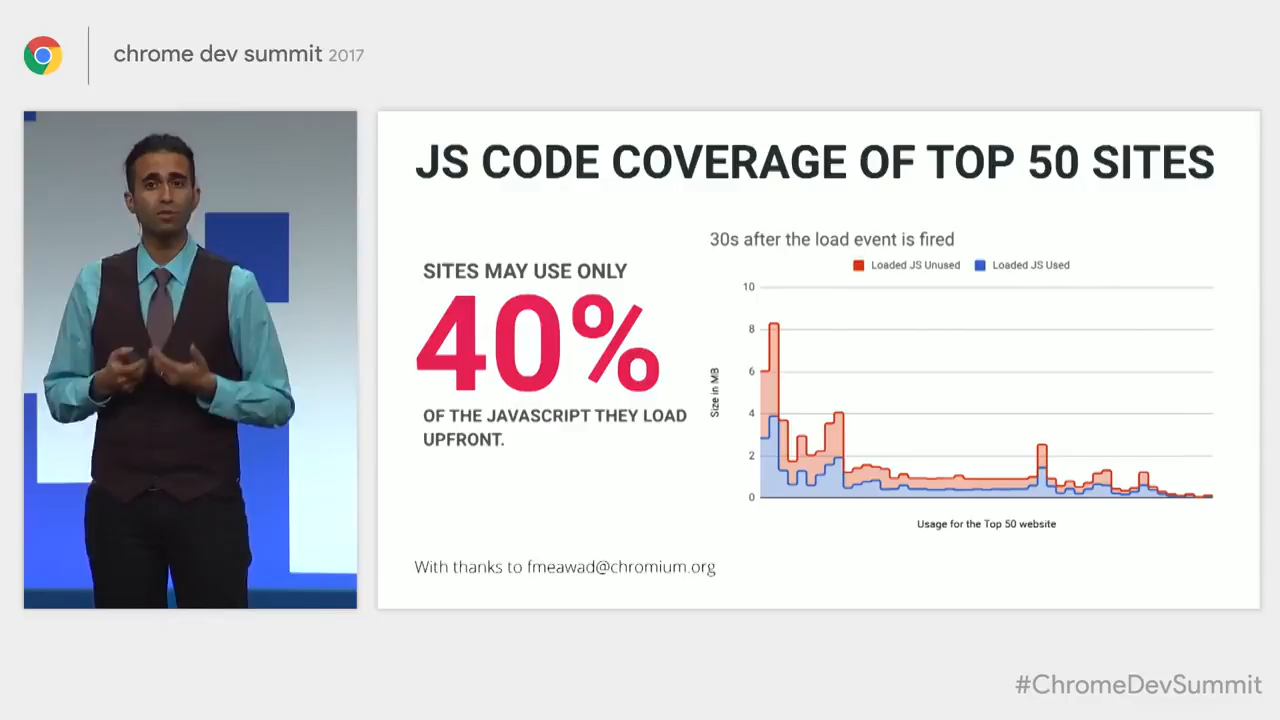 chrome dev summit 2017
JS CODE COVERAGE OF TOP 50 SITES
SITES MAY USE ONLY
40%
OF THE JAVASCRIPT THEY LOAD
UPFRONT.
30s after the load event is fired
Loaded JS Unused Loaded JS Used
10
8
6
4
2
0
Size in MB
Usage for the Top 50 website
With thanks to fmeawad@chromium.org
#ChromeDevSummit